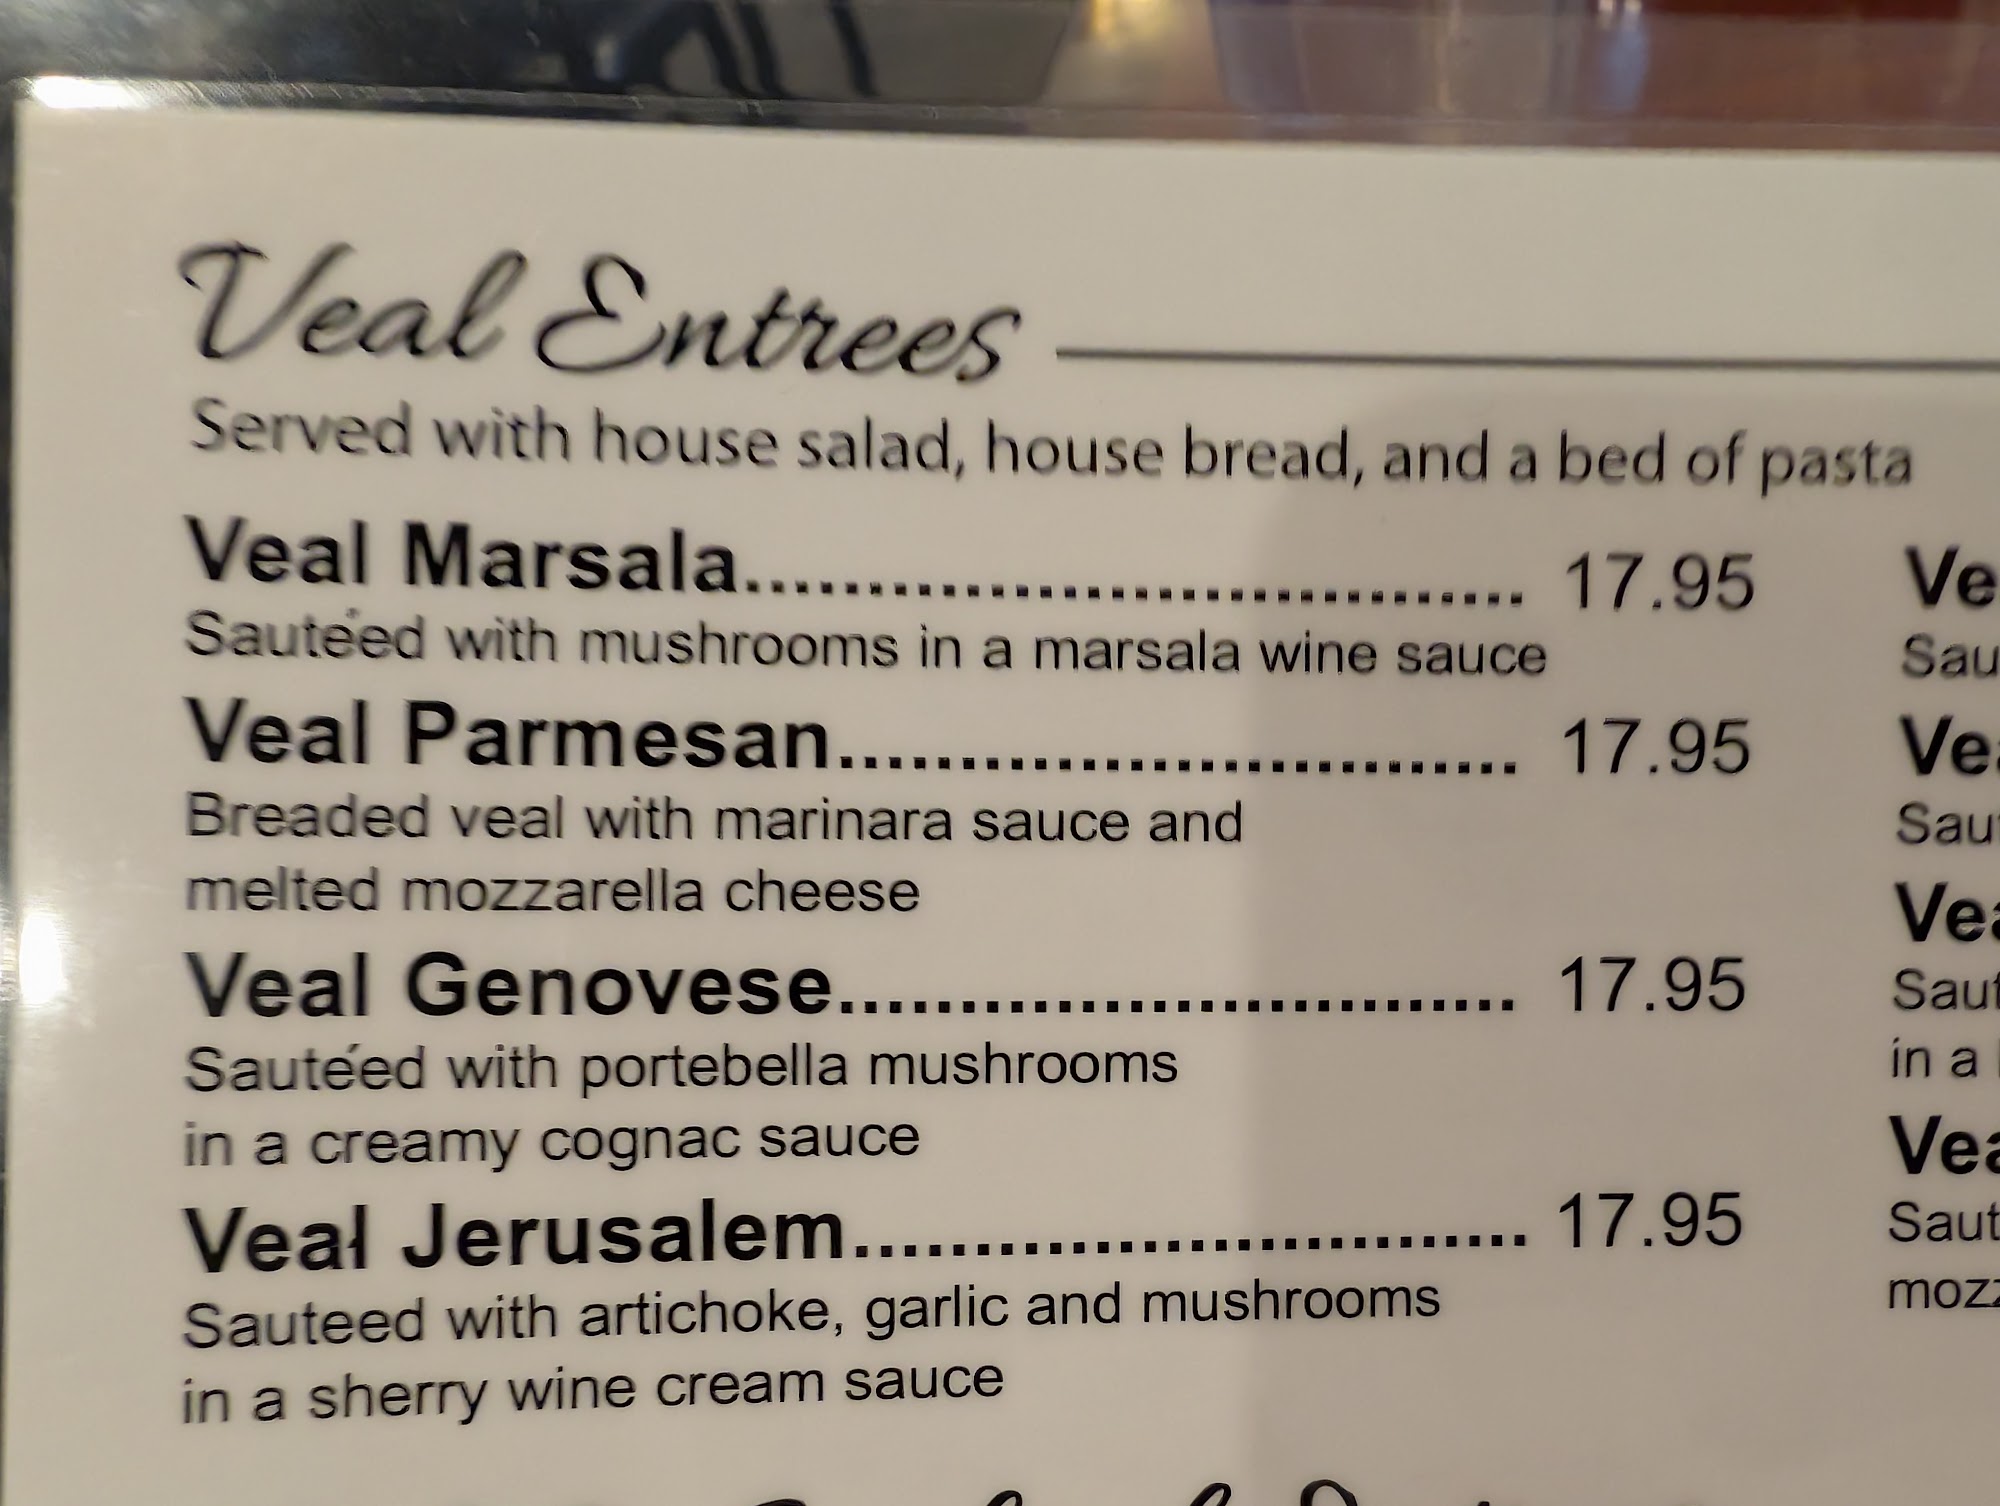 Veal Entrees
Served with house salad, house bread, and a bed of pasta
Veal Marsala................................ 17.95
Sauteéd with mushrooms in a marsala wine sauce
Veal Parmesan............................ 17.95
Breaded veal with marinara sauce and
melted mozzarella cheese
Veal Genovese............................ 17.95
Sauteéd with portebella mushrooms
in a creamy cognac sauce
Veal Jerusalem............................ 17.95
Sauteed with artichoke, garlic and mushrooms
in a sherry wine cream sauce
in a